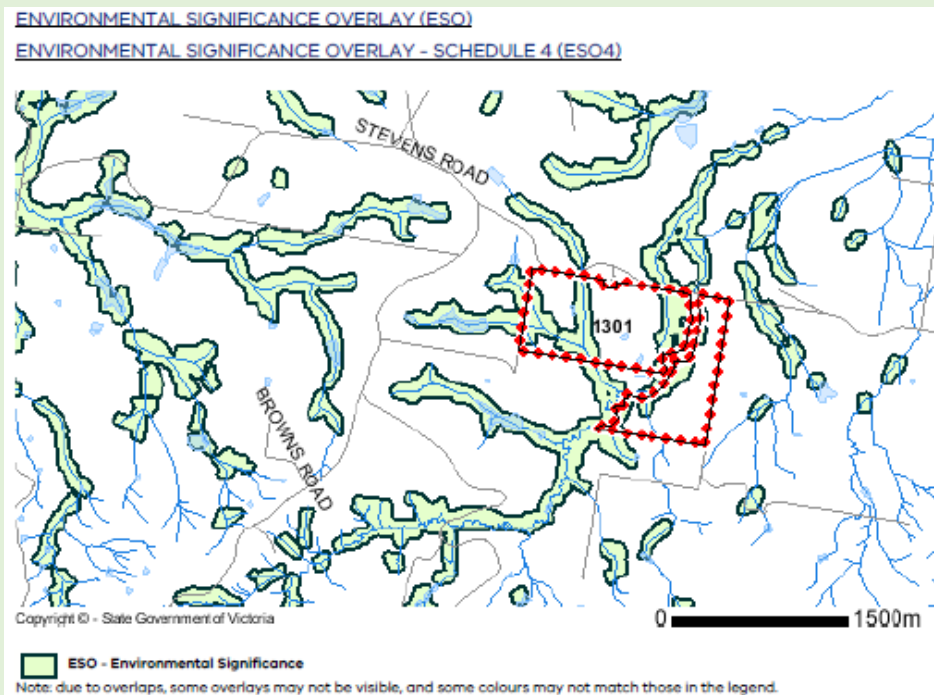 ENVIRONMENTAL SIGNIFICANCE OVERLAY (ESO)
ENVIRONMENTAL SIGNIFICANCE OVERLAY - SCHEDULE 4 (ESO4)
STEVENS ROAD
1301
BROWNS ROAD
Copyright © - State Government of Victoria
0 1500m
ESO - Environmental Significance
Note: due to overlaps, some overlays may not be visible, and some colours may not match those in the legend.